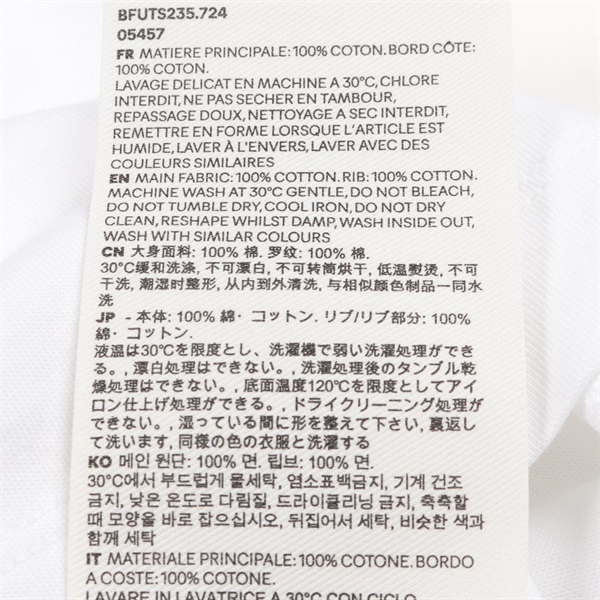 BFUTS235.724
05457
FR MATIERE PRINCIPALE: 100% COTON. BORD CÔTE:
100% COTON.
LAVAGE DELICAT EN MACHINE A 30°C, CHLORE
INTERDIT, NE PAS SECHER EN TAMBOUR,
REPASSAGE DOUX, NETTOYAGE A SEC INTERDIT,
REMETTRE EN FORME LORSQUE L'ARTICLE EST
HUMIDE, LAVER À L'ENVERS, LAVER AVEC DES
COULEURS SIMILAIRES
EN MAIN FABRIC: 100% COTTON. RIB: 100% COTTON.
MACHINE WASH AT 30°C GENTLE, DO NOT BLEACH,
DO NOT TUMBLE DRY, COOL IRON, DO NOT DRY
CLEAN, RESHAPE WHILST DAMP, WASH INSIDE OUT,
WASH WITH SIMILAR COLOURS
CN 大身面料: 100% 棉. 罗纹: 100% 棉.
30°C缓和洗涤, 不可漂白, 不可转筒烘干, 低温熨烫, 不可
干洗, 潮湿时整形, 从内到外清洗, 与相似颜色制品一同水
洗
JP - 本体: 100% 綿・コットン. リブ/リブ部分: 100%
綿・コットン.
液温は30℃を限度とし、洗濯機で弱い洗濯処理ができ
る。, 漂白処理はできない。, 洗濯処理後のタンブル乾
燥処理はできない。, 底面温度120℃を限度としてアイ
ロン仕上げ処理ができる。, ドライクリーニング処理が
できない。, 湿っている間に形を整えて下さい, 裏返し
て洗います, 同様の色の衣服と洗濯する
KO 메인 원단: 100% 면. 립브: 100% 면.
30°C에서 부드럽게 물세탁, 염소표백금지, 기계 건조
금지, 낮은 온도로 다림질, 드라이클리닝 금지, 축축할
때 모양을 바로 잡으십시오, 뒤집어서 세탁, 비슷한 색과
함께 세탁
IT MATERIALE PRINCIPALE: 100% COTONE. BORDO
A COSTE: 100% COTONE.
LAVARE IN LAVATRICE A 30°C CON CICLO